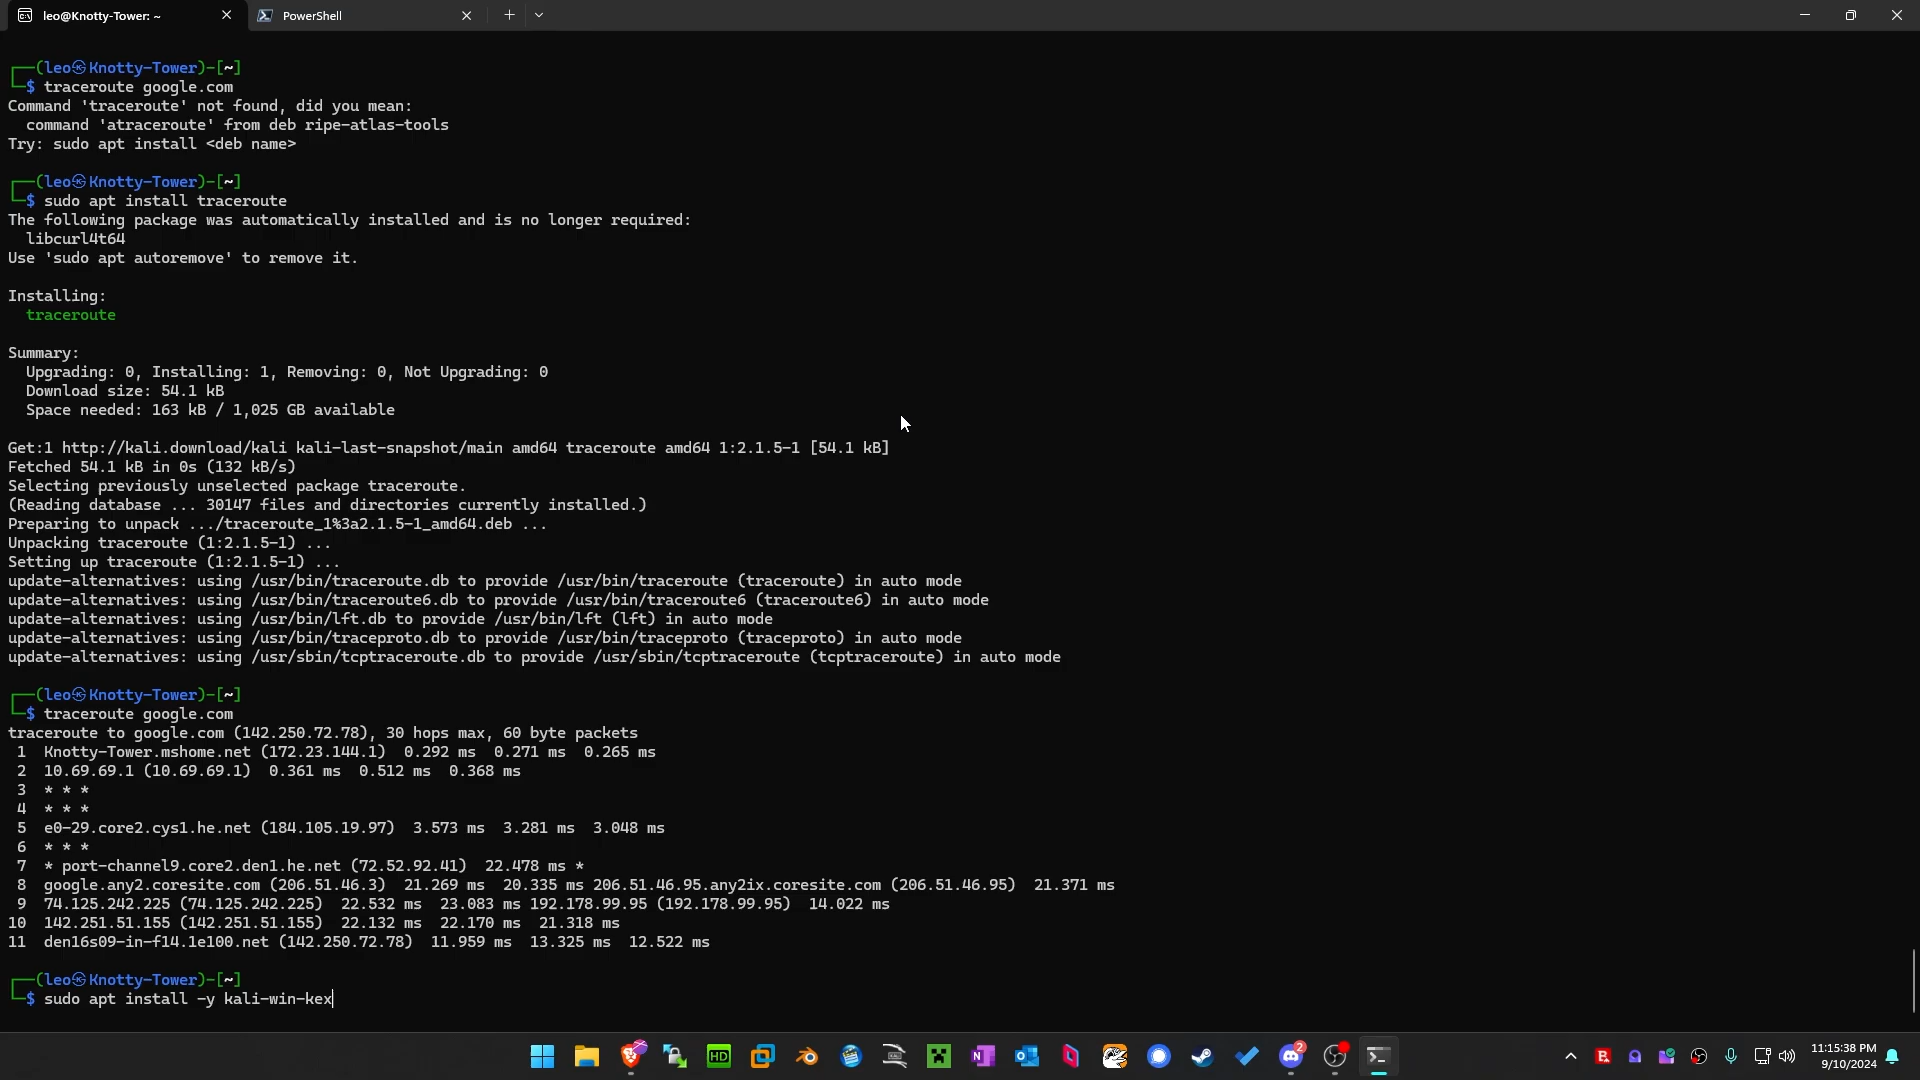 leo@Knotty-Tower: ~
PowerShell
┌──(leo㉿Knotty-Tower)-[~]
└─$ traceroute google.com
Command 'traceroute' not found, did you mean:
  command 'atraceroute' from deb ripe-atlas-tools
Try: sudo apt install <deb name>
┌──(leo㉿Knotty-Tower)-[~]
└─$ sudo apt install traceroute
The following package was automatically installed and is no longer required:
  libcurl4t64
Use 'sudo apt autoremove' to remove it.
Installing:
  traceroute
Summary:
  Upgrading: 0, Installing: 1, Removing: 0, Not Upgrading: 0
  Download size: 54.1 kB
  Space needed: 163 kB / 1,025 GB available
Get:1 http://kali.download/kali kali-last-snapshot/main amd64 traceroute amd64 1:2.1.5-1 [54.1 kB]
Fetched 54.1 kB in 0s (132 kB/s)
Selecting previously unselected package traceroute.
(Reading database ... 30147 files and directories currently installed.)
Preparing to unpack .../traceroute_1%3a2.1.5-1_amd64.deb ...
Unpacking traceroute (1:2.1.5-1) ...
Setting up traceroute (1:2.1.5-1) ...
update-alternatives: using /usr/bin/traceroute.db to provide /usr/bin/traceroute (traceroute) in auto mode
update-alternatives: using /usr/bin/traceroute6.db to provide /usr/bin/traceroute6 (traceroute6) in auto mode
update-alternatives: using /usr/bin/lft.db to provide /usr/bin/lft (lft) in auto mode
update-alternatives: using /usr/bin/traceproto.db to provide /usr/bin/traceproto (traceproto) in auto mode
update-alternatives: using /usr/sbin/tcptraceroute.db to provide /usr/sbin/tcptraceroute (tcptraceroute) in auto mode
┌──(leo㉿Knotty-Tower)-[~]
└─$ traceroute google.com
traceroute to google.com (142.250.72.78), 30 hops max, 60 byte packets
 1  Knotty-Tower.mshome.net (172.23.144.1)  0.292 ms  0.271 ms  0.265 ms
 2  10.69.69.1 (10.69.69.1)  0.361 ms  0.512 ms  0.368 ms
 3  * * *
 4  * * *
 5  e0-29.core2.cys1.he.net (184.105.19.97)  3.573 ms  3.281 ms  3.048 ms
 6  * * *
 7  * port-channel9.core2.den1.he.net (72.52.92.41)  22.478 ms *
 8  google.any2.coresite.com (206.51.46.3)  21.269 ms  20.335 ms 206.51.46.95.any2ix.coresite.com (206.51.46.95)  21.371 ms
 9  74.125.242.225 (74.125.242.225)  22.532 ms  23.083 ms 192.178.99.95 (192.178.99.95)  14.022 ms
10  142.251.51.155 (142.251.51.155)  22.132 ms  22.170 ms  21.318 ms
11  den16s09-in-f14.1e100.net (142.250.72.78)  11.959 ms  13.325 ms  12.522 ms
┌──(leo㉿Knotty-Tower)-[~]
└─$ sudo apt install -y kali-win-kex
HD
N
2
11:15:38 PM
9/10/2024